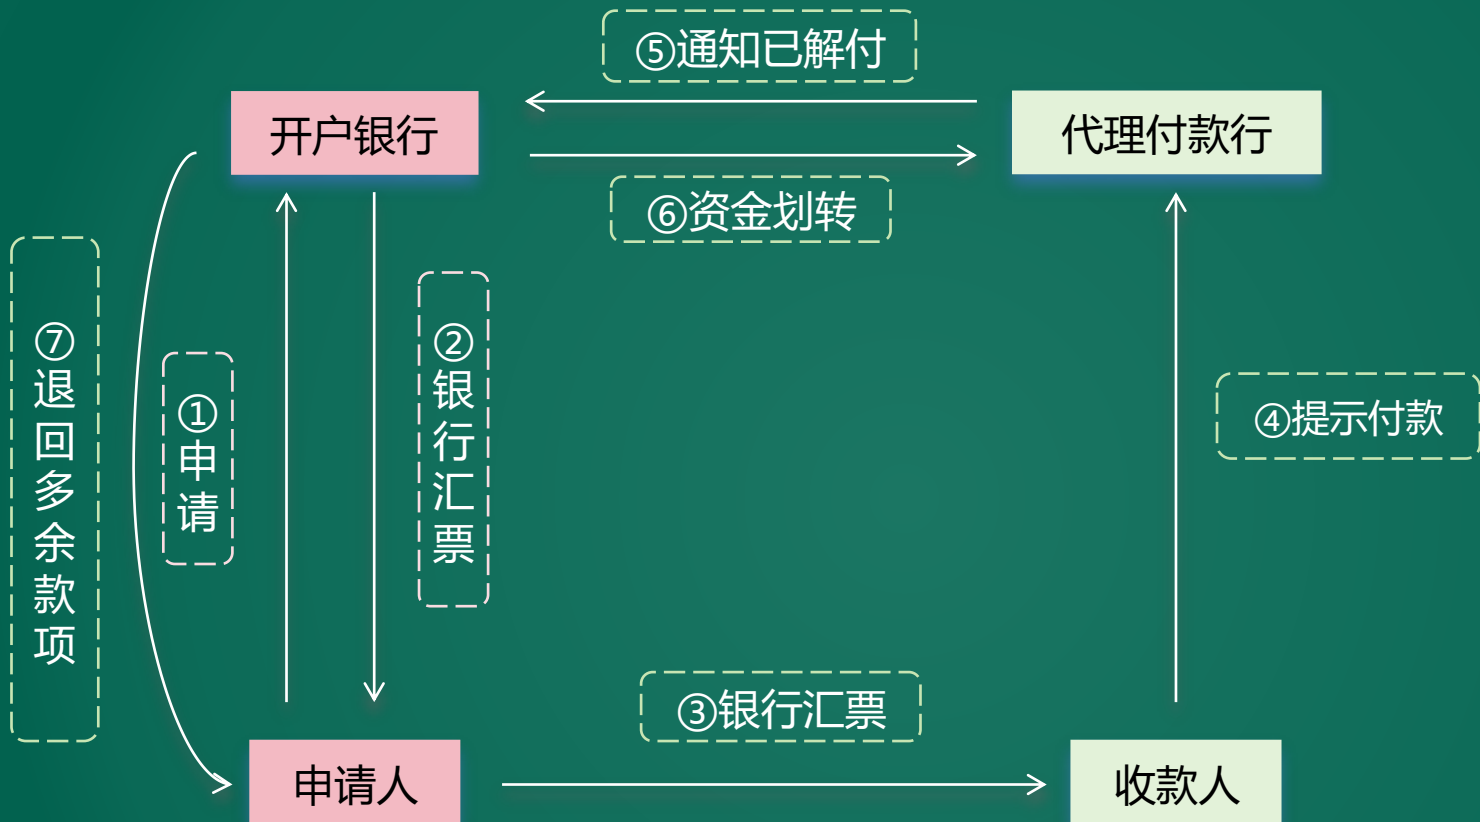 ⑤通知已解付
开户银行
代理付款行
⑥资金划转
⑦退回多余款项
①申请
②银行汇票
④提示付款
③银行汇票
申请人
收款人